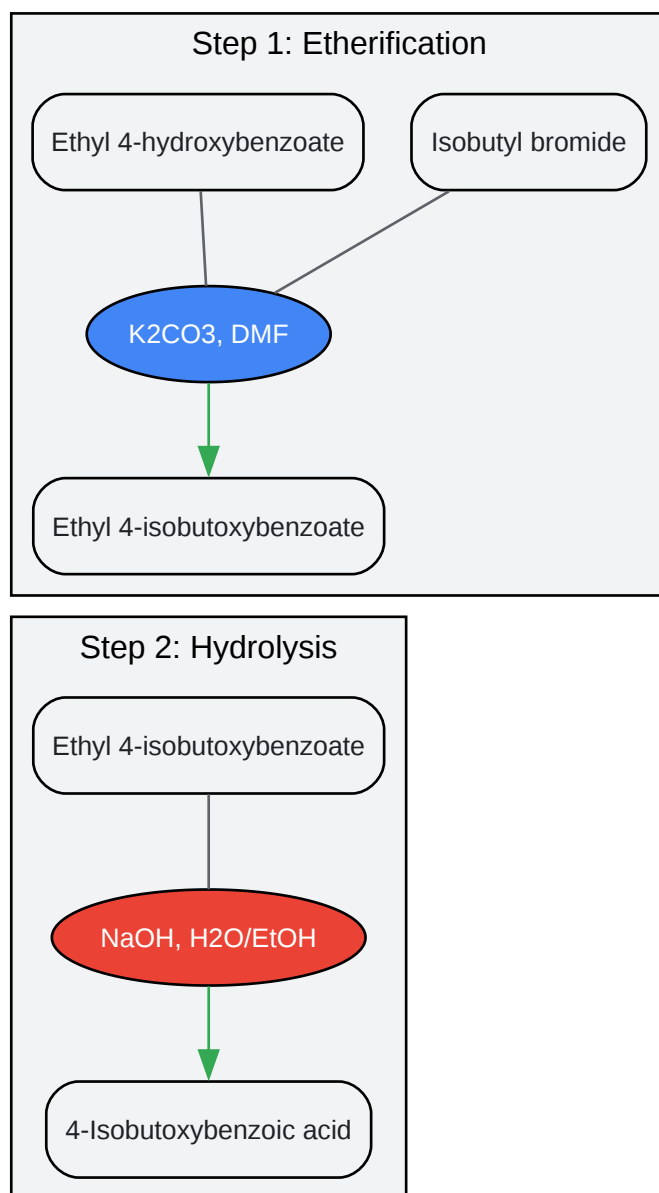 Step 1: Etherification
Ethyl 4-hydroxybenzoate
Isobutyl bromide
K2CO3, DMF
Ethyl 4-isobutoxybenzoate
Step 2: Hydrolysis
Ethyl 4-isobutoxybenzoate
NaOH, H2O/EtOH
4-Isobutoxybenzoic acid